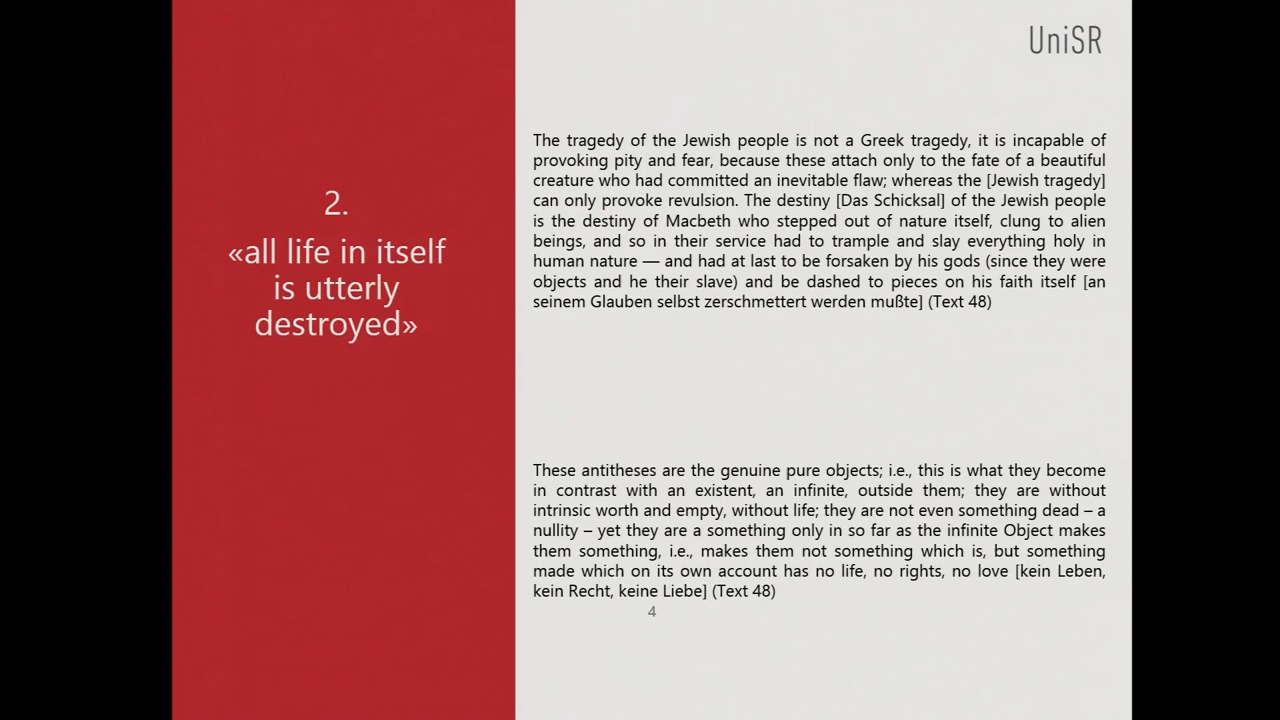 UniSR
2.
«all life in itself
is utterly
destroyed»
The tragedy of the Jewish people is not a Greek tragedy, it is incapable of
provoking pity and fear, because these attach only to the fate of a beautiful
creature who had committed an inevitable flaw; whereas the [Jewish tragedy]
can only provoke revulsion. The destiny [Das Schicksal] of the Jewish people
is the destiny of Macbeth who stepped out of nature itself, clung to alien
beings, and so in their service had to trample and slay everything holy in
human nature — and had at last to be forsaken by his gods (since they were
objects and he their slave) and be dashed to pieces on his faith itself [an
seinem Glauben selbst zerschmettert werden mußte] (Text 48)
These antitheses are the genuine pure objects; i.e., this is what they become
in contrast with an existent, an infinite, outside them; they are without
intrinsic worth and empty, without life; they are not even something dead – a
nullity – yet they are a something only in so far as the infinite Object makes
them something, i.e., makes them not something which is, but something
made which on its own account has no life, no rights, no love [kein Leben,
kein Recht, keine Liebe] (Text 48)
4